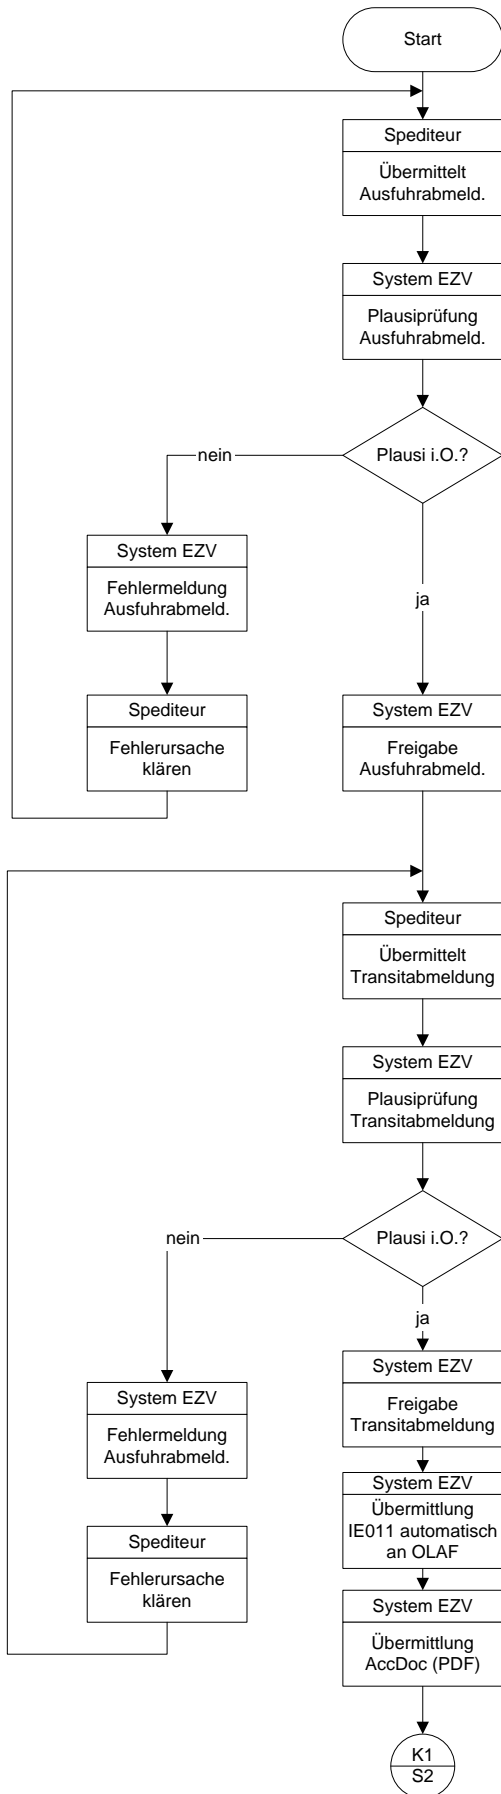 Start
Spediteur
Übermittelt
Ausfuhrabmeld.
System EZV
Plausiprüfung
Ausfuhrabmeld.
Plausi i.O.?
nein
System EZV
Fehlermeldung
Ausfuhrabmeld.
ja
Spediteur
Fehlerursache
klären
System EZV
Freigabe
Ausfuhrabmeld.
Spediteur
Übermittelt
Transitabmeldung
System EZV
Plausiprüfung
Transitabmeldung
Plausi i.O.?
nein
ja
System EZV
Freigabe
Transitabmeldung
System EZV
Fehlermeldung
Ausfuhrabmeld.
System EZV
Übermittlung
IE011 automatisch
an OLAF
Spediteur
Fehlerursache
klären
System EZV
Übermittlung
AccDoc (PDF)
K1
S2